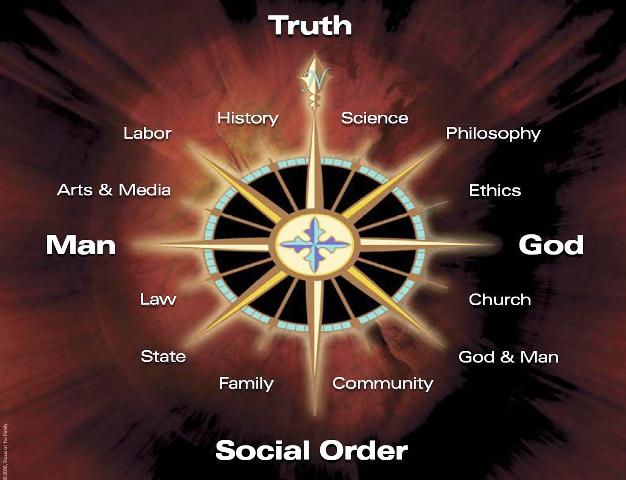 Truth
N
History
Science
Labor
Philosophy
Arts & Media
Ethics
Man
God
Law
Church
State
God & Man
Family
Community
Social Order
© 2006, Focus on the Family